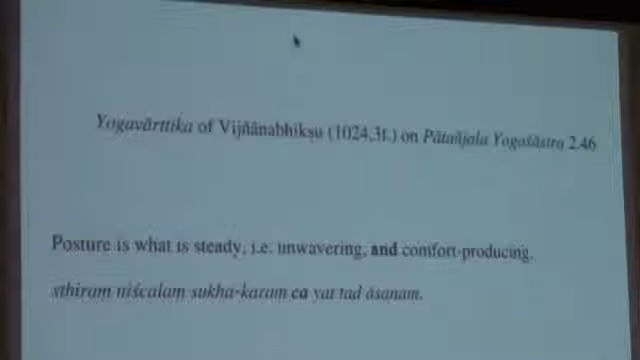 Yogavārttika of Vijñānabhikṣu (1024,3f.) on Pātañjala Yogaśāstra 2.46
Posture is what is steady, i.e. unwavering, and comfort-producing.
sthiraṃ niścalaṃ sukha-karaṃ ca yat tad āsanam.